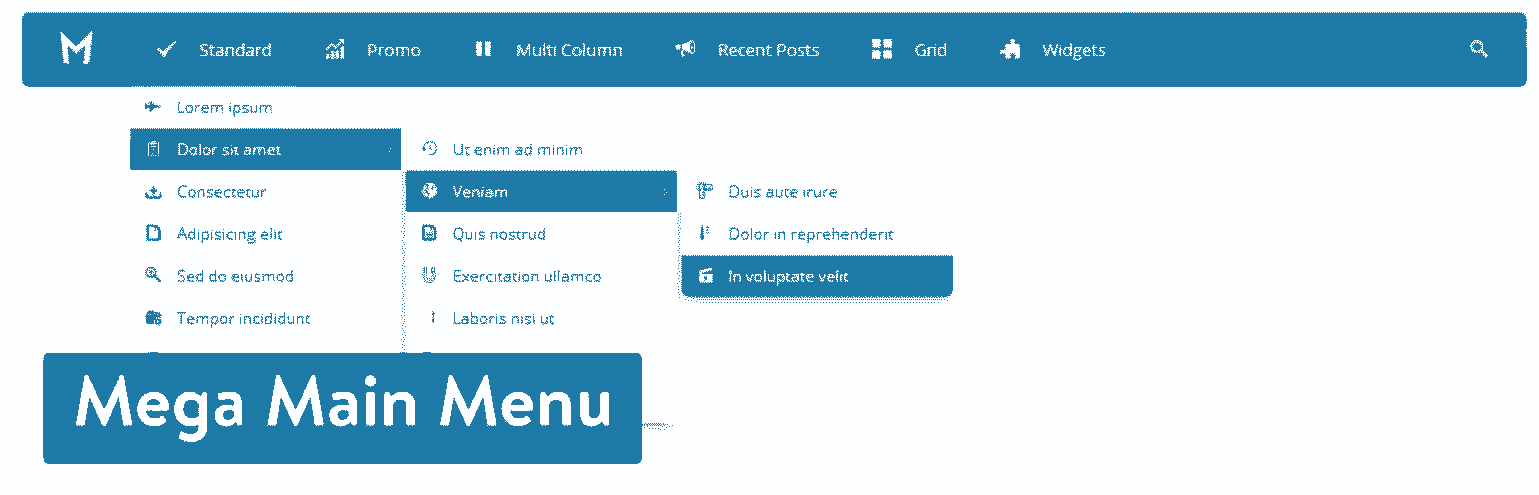 M Standard Promo Multi Column Recent Posts Grid Widgets
Lorem ipsum
Dolor sit amet Ut enim ad minim
Consectetur Veniam Duis aute irure
Adipisicing elit Quis nostrud Dolor in reprehenderit
Sed do eiusmod Exercitation ullamco In voluptate velit
Tempor incididunt Laboris nisi ut
Mega Main Menu